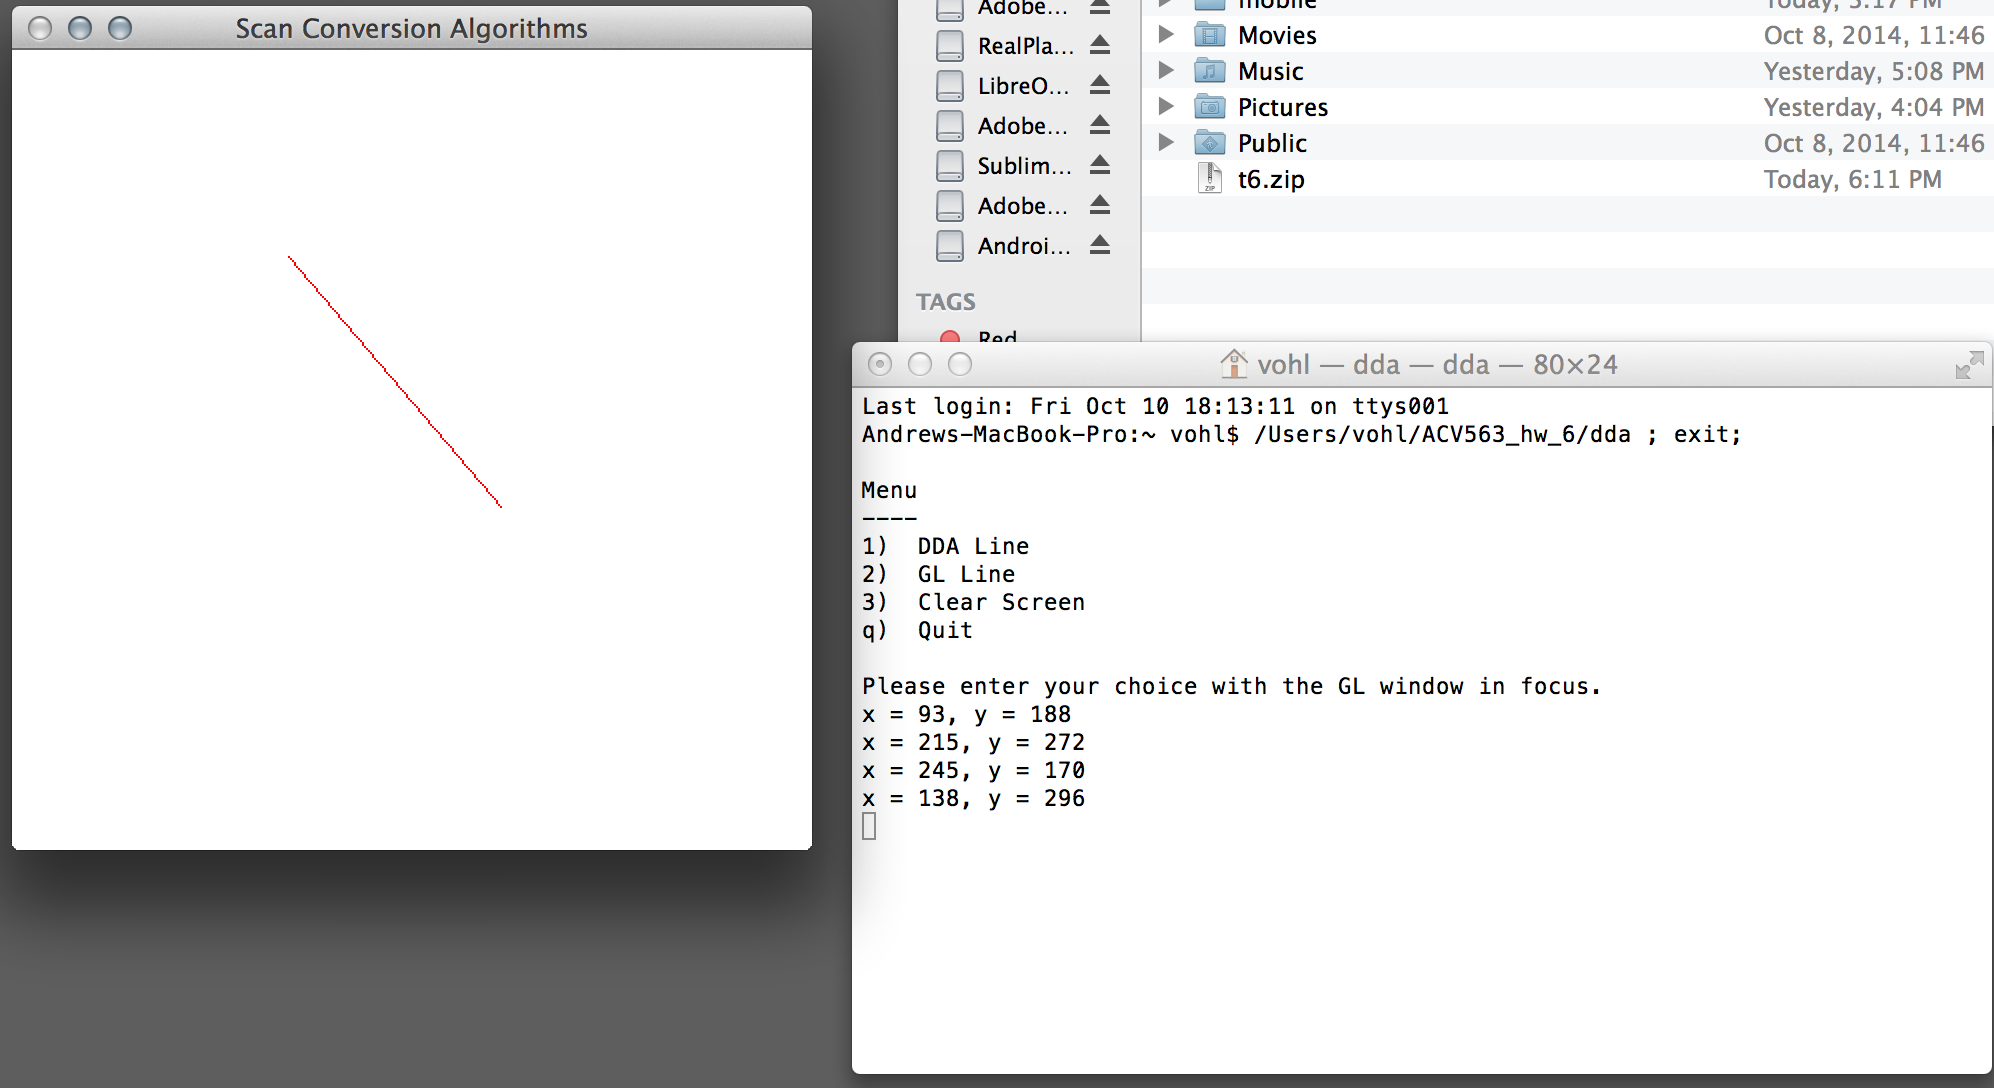 Scan Conversion Algorithms
Adobe...
RealPla...
LibreO...
Adobe...
Sublim...
Adobe...
Androi...
TAGS
Red
mobile Today, 5:17 PM
Movies Oct 8, 2014, 11:46
Music Yesterday, 5:08 PM
Pictures Yesterday, 4:04 PM
Public Oct 8, 2014, 11:46
t6.zip Today, 6:11 PM
vohl — dda — dda — 80×24
Last login: Fri Oct 10 18:13:11 on ttys001
Andrews-MacBook-Pro:~ vohl$ /Users/vohl/ACV563_hw_6/dda ; exit;
Menu
----
1) DDA Line
2) GL Line
3) Clear Screen
q) Quit
Please enter your choice with the GL window in focus.
x = 93, y = 188
x = 215, y = 272
x = 245, y = 170
x = 138, y = 296